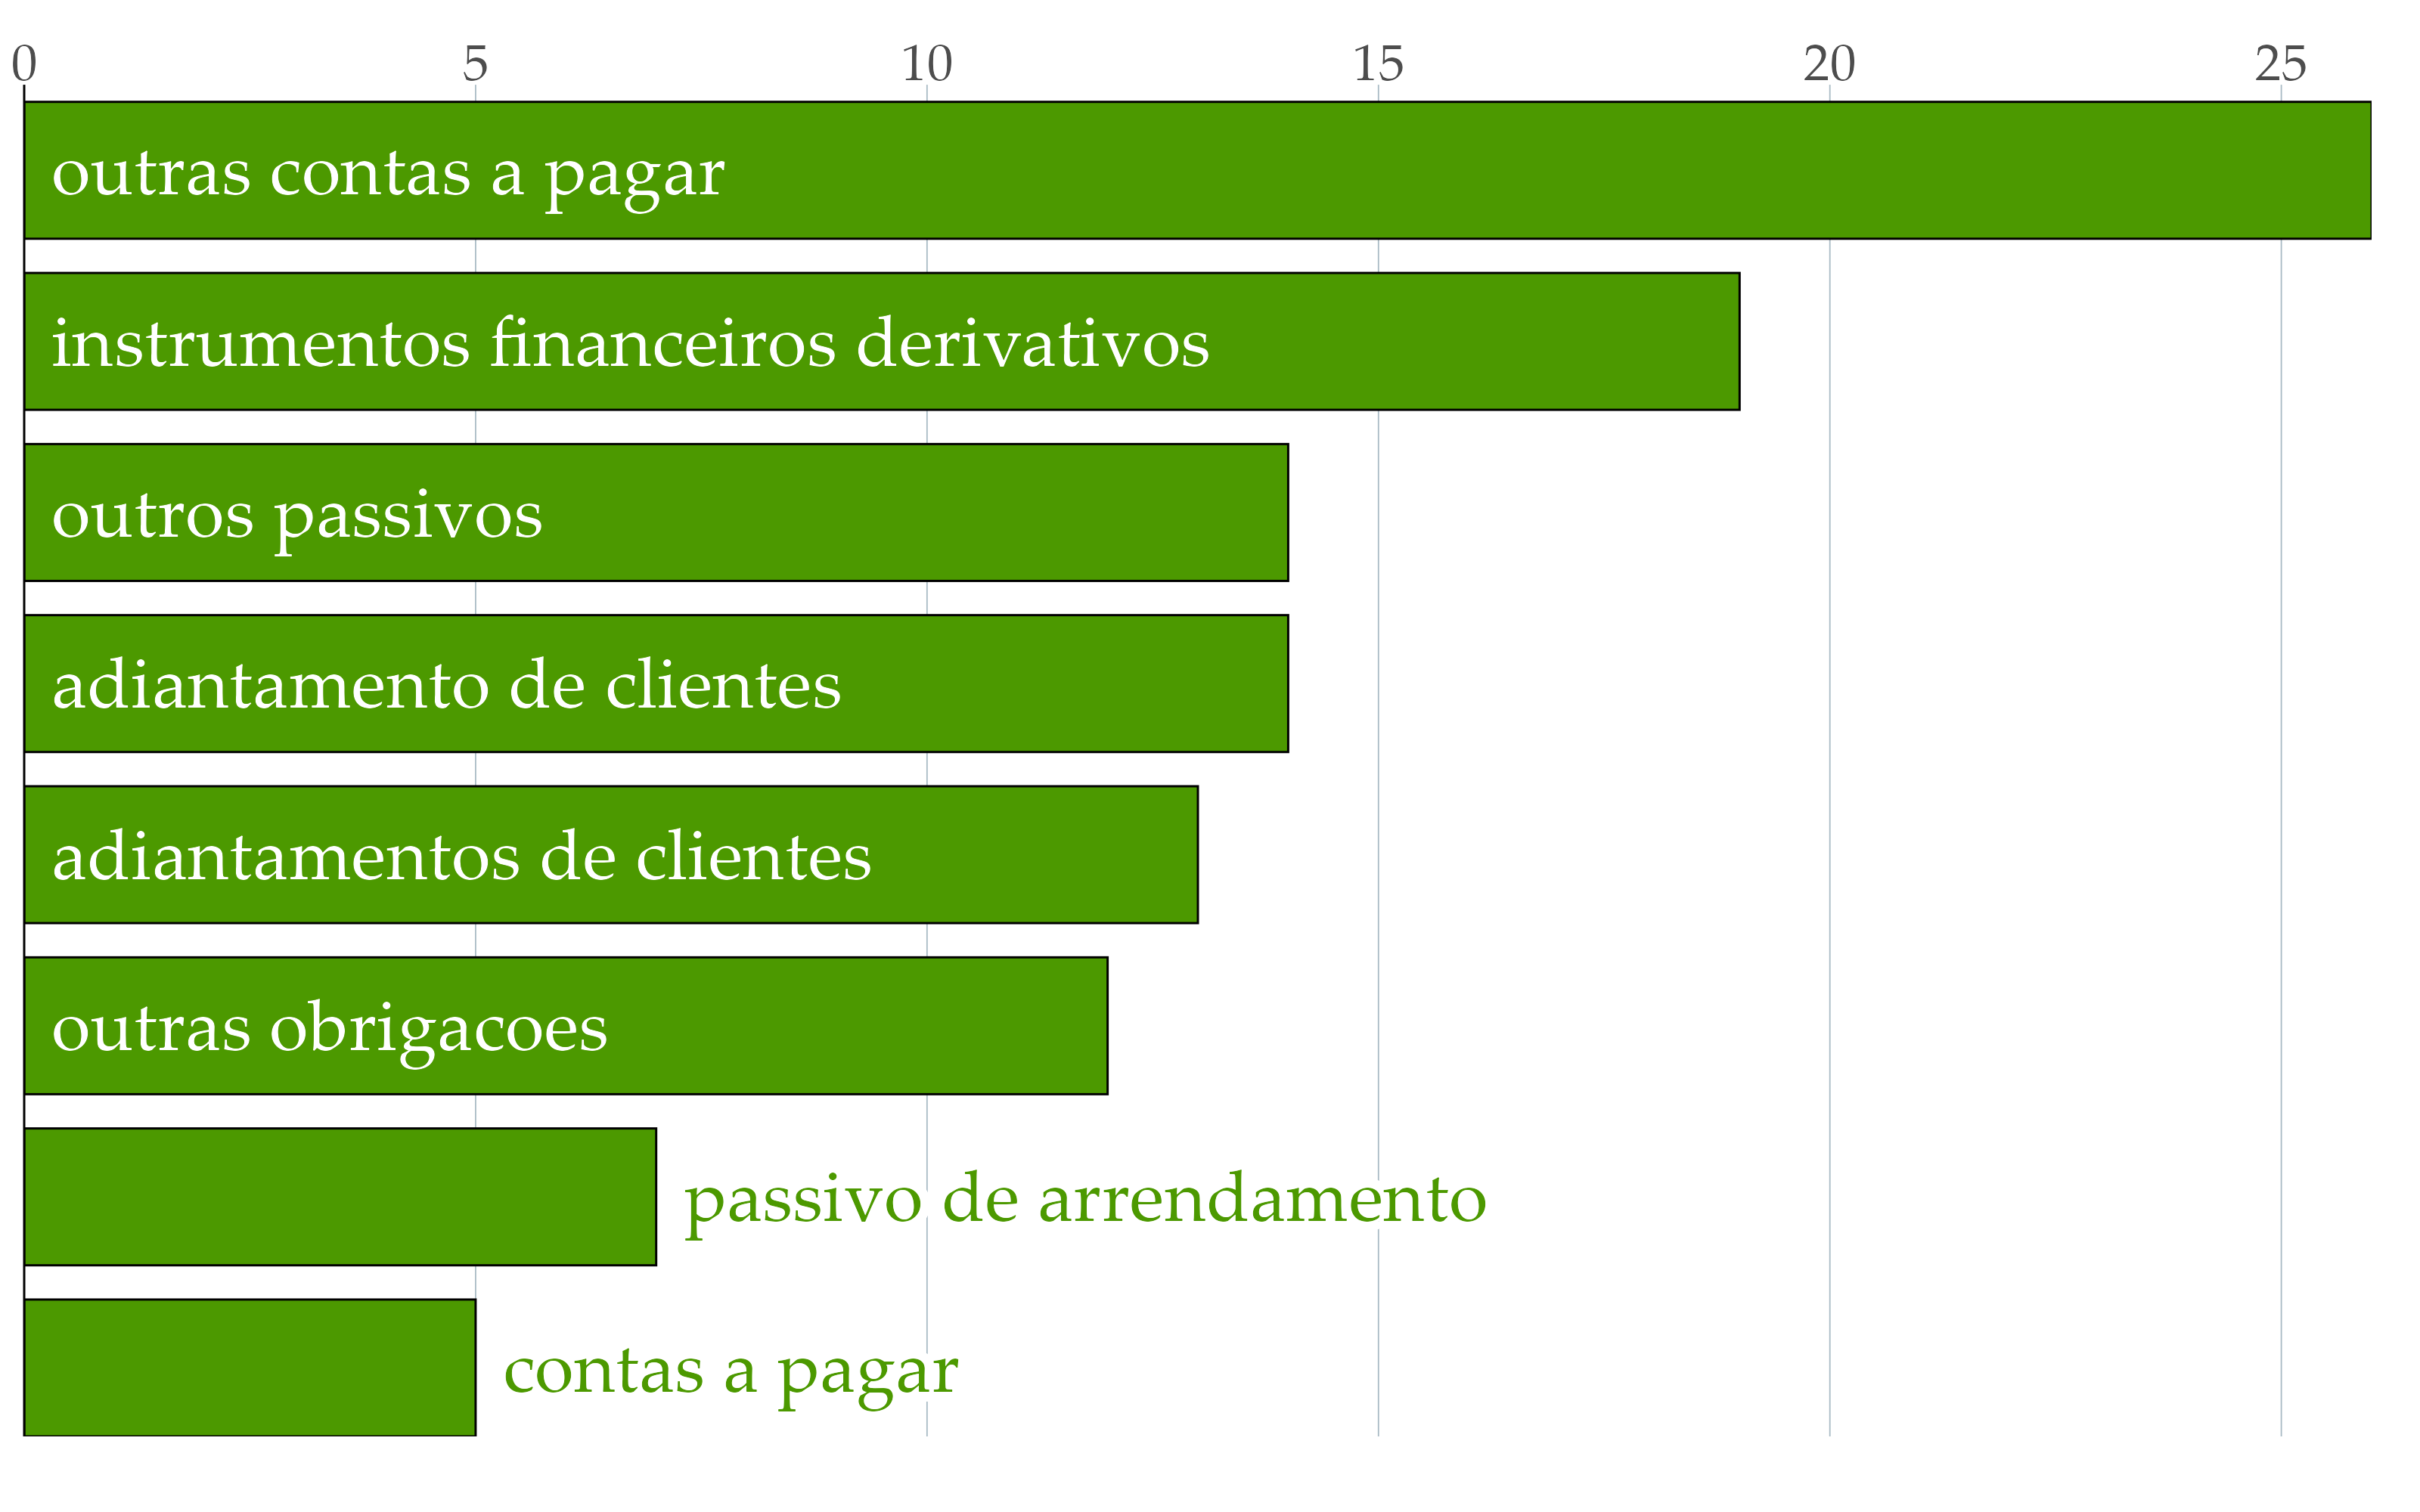 0 5 10 15 20 25
outras contas a pagar
instrumentos financeiros derivativos
outros passivos
adiantamento de clientes
adiantamentos de clientes
outras obrigacoes
passivo de arrendamento
contas a pagar